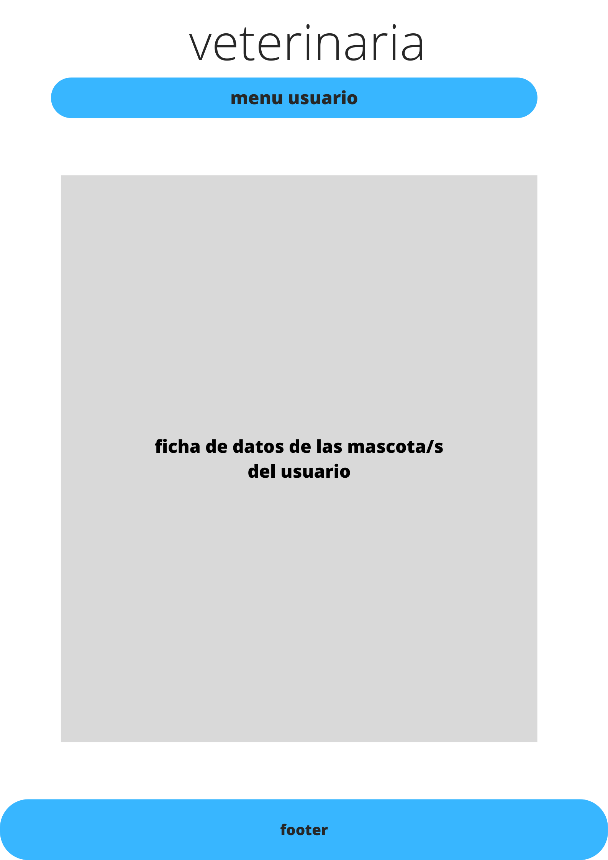 veterinaria
menu usuario
ficha de datos de las mascota/s
del usuario
footer